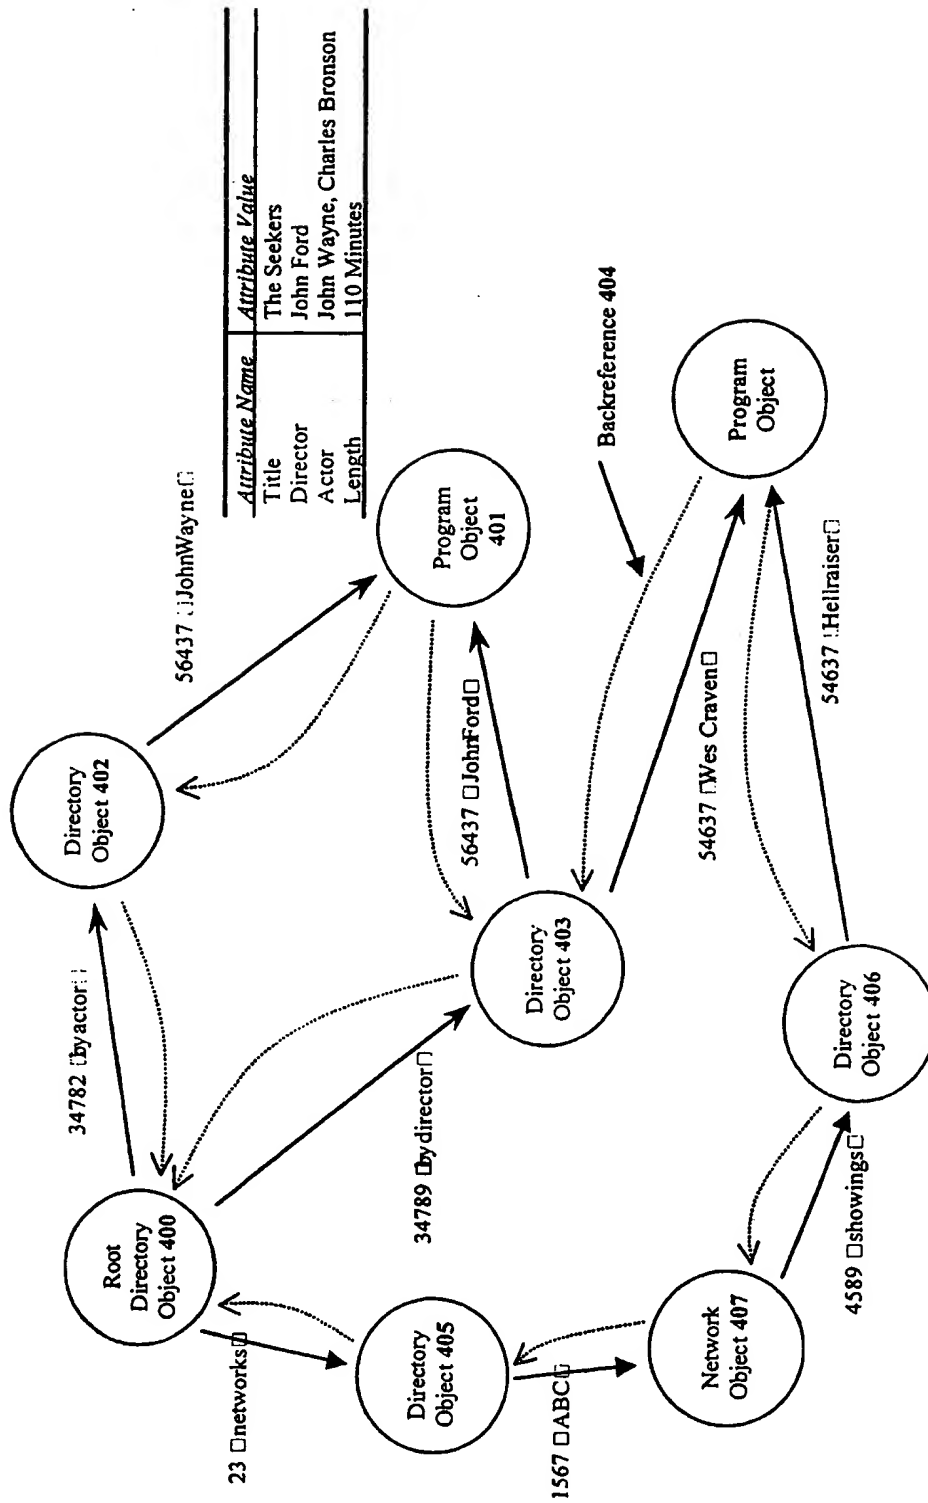 Root
Directory
Object 400
34782 □byactor□
Directory
Object 402
56437 □JohnWayne□
Attribute Name Attribute Value
Title The Seekers
Director John Ford
Actor John Wayne, Charles Bronson
Length 110 Minutes
23 □networks□
34789 □bydirector□
56437 □JohnFord□
Program
Object
401
Directory
Object 405
Directory
Object 403
Backreference 404
1567 □ABC□
54637 □Wes Craven□
Program
Object
Network
Object 407
4589 □showings□
Directory
Object 406
54637 □Hellraiser□